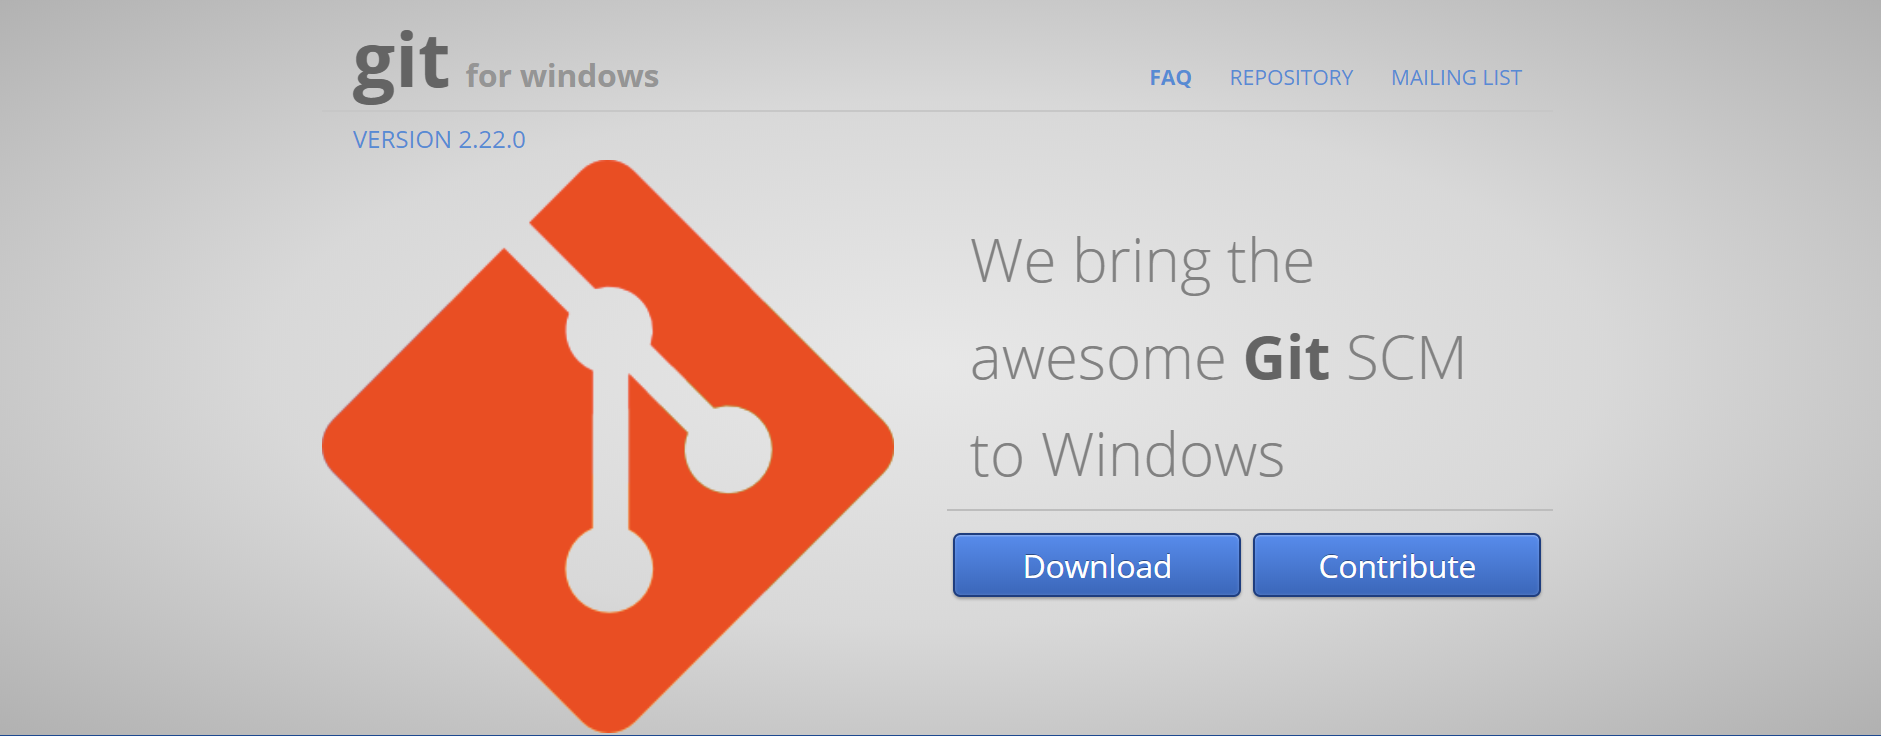 git for windows
FAQ REPOSITORY MAILING LIST
VERSION 2.22.0
We bring the
awesome Git SCM
to Windows
Download Contribute